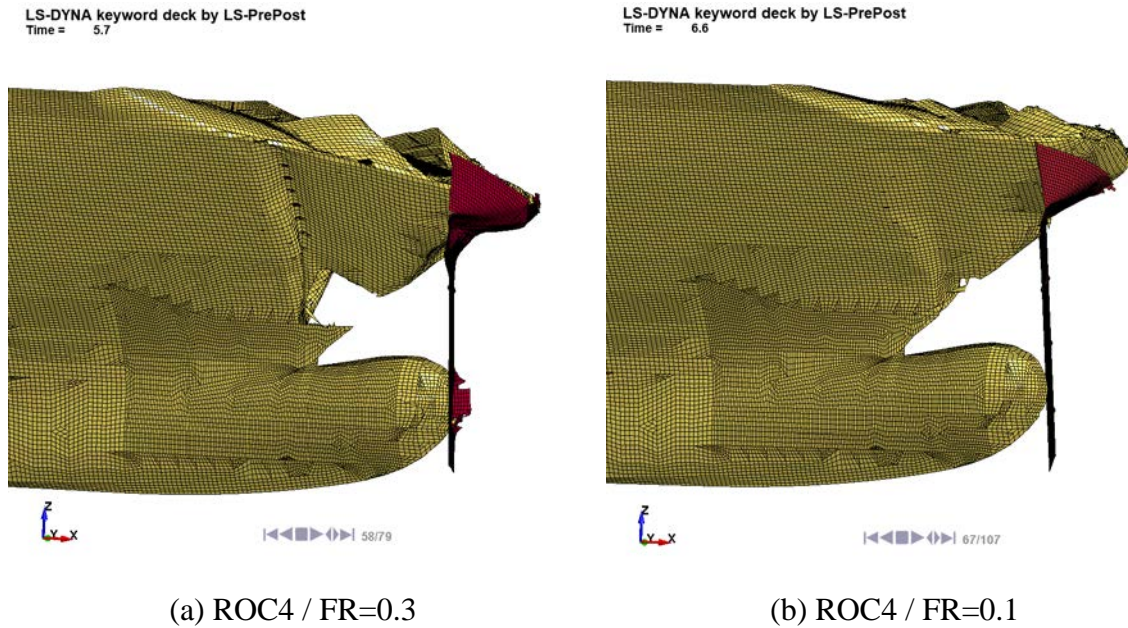 LS-DYNA keyword deck by LS-PrePost
Time = 5.7
Z
Y X
58/79
(a) ROC4 / FR=0.3
LS-DYNA keyword deck by LS-PrePost
Time = 6.6
Z
Y X
67/107
(b) ROC4 / FR=0.1